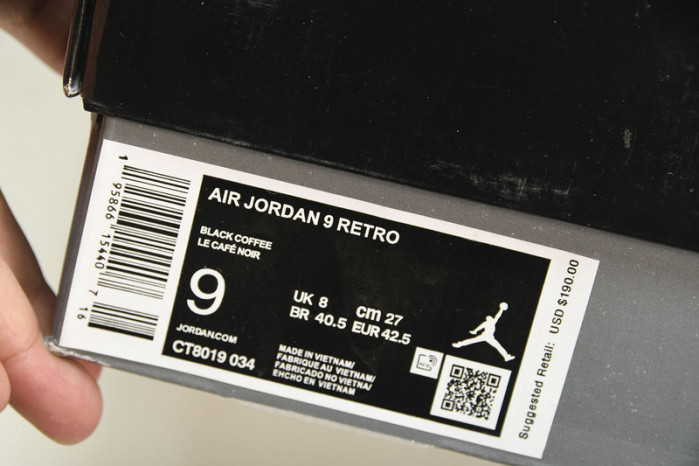 1 95866 15440 7 16
AIR JORDAN 9 RETRO
BLACK COFFEE
LE CAFÉ NOIR
9
UK 8 cm 27
BR 40.5 EUR 42.5
JORDAN.COM
CT8019 034
MADE IN VIETNAM/
FABRIQUE AU VIETNAM/
FABRICADO NO VIETNA/
EHCHO EN VIETNAM
Suggested Retail: USD $190.00